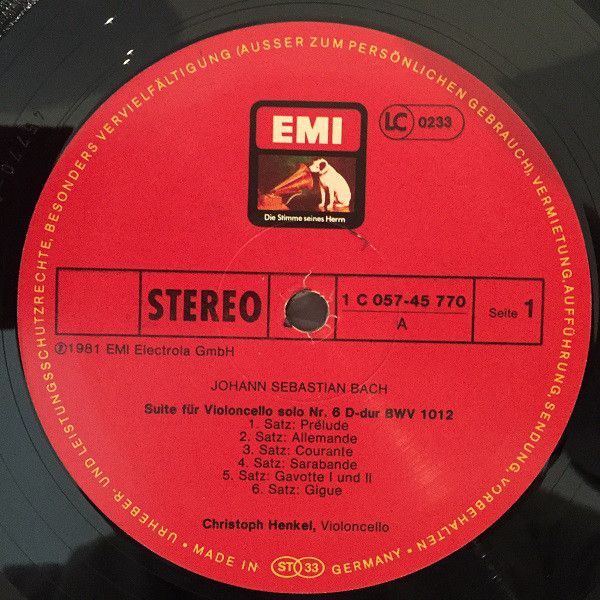 URHEBER- UND LEISTUNGSSCHUTZRECHTE, BESONDERS VERVIELFÄLTIGUNG (AUSSER ZUM PERSÖNLICHEN GEBRAUCH), VERMIETUNG, AUFFÜHRUNG, SENDUNG, VORBEHALTEN
EMI
LC 0233
Die Stimme seines Herrn
STEREO
1 C 057-45 770
A
Seite 1
Ⓟ1981 EMI Electrola GmbH
JOHANN SEBASTIAN BACH
Suite für Violoncello solo Nr. 6 D-dur BWV 1012
1. Satz: Prélude
2. Satz: Allemande
3. Satz: Courante
4. Satz: Sarabande
5. Satz: Gavotte I und II
6. Satz: Gigue
Christoph Henkel, Violoncello
• MADE IN ST 33 GERMANY •